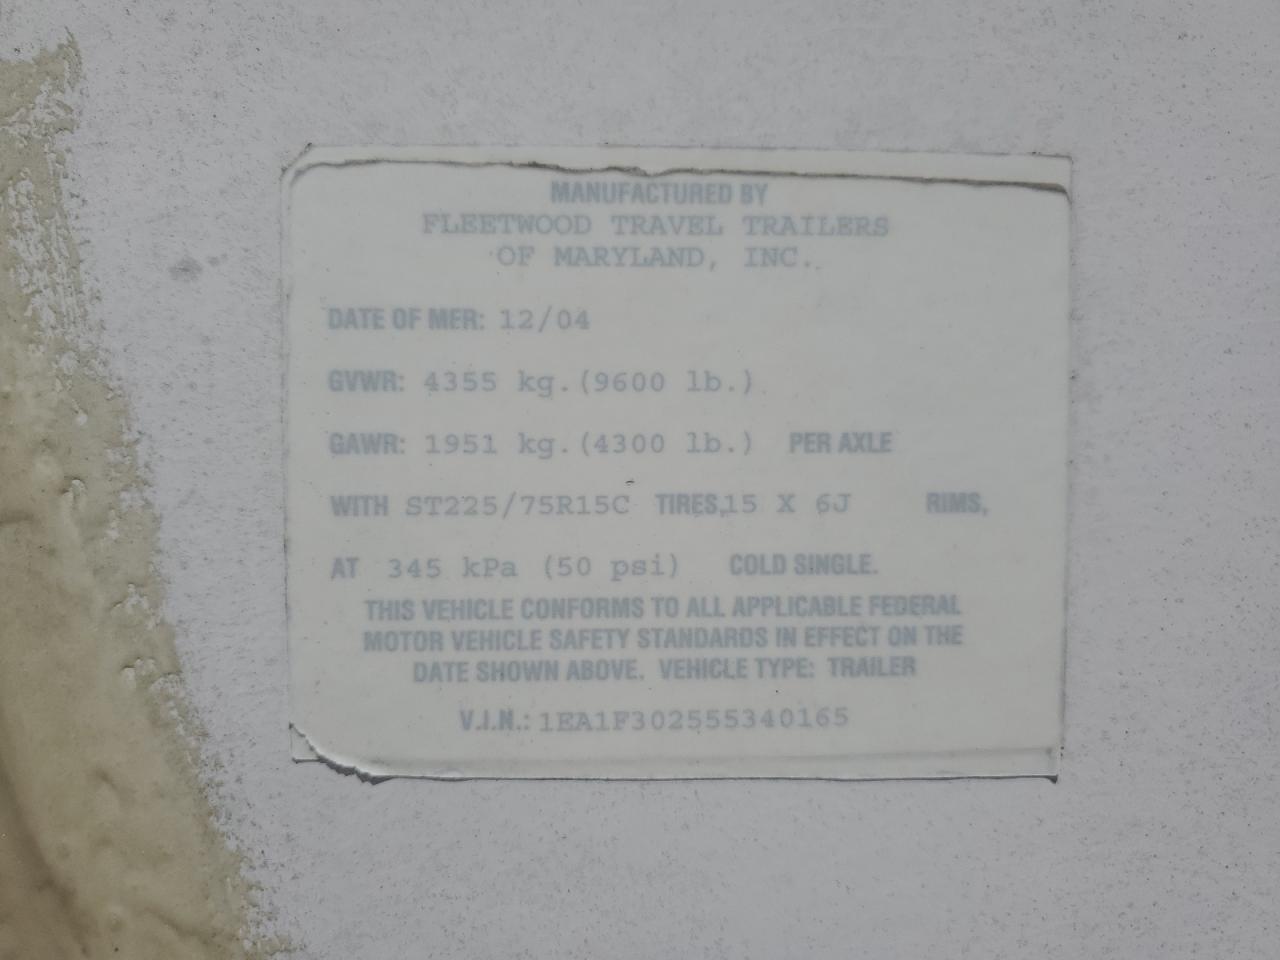 MANUFACTURED BY
FLEETWOOD TRAVEL TRAILERS
OF MARYLAND, INC.
DATE OF MER: 12/04
GVWR: 4355 kg.(9600 lb.)
GAWR: 1951 kg.(4300 lb.) PER AXLE
WITH ST225/75R15C TIRES,15 X 6J RIMS,
AT 345 kPa (50 psi) COLD SINGLE.
THIS VEHICLE CONFORMS TO ALL APPLICABLE FEDERAL
MOTOR VEHICLE SAFETY STANDARDS IN EFFECT ON THE
DATE SHOWN ABOVE. VEHICLE TYPE: TRAILER
V.I.N.: 1EA1F302555340165